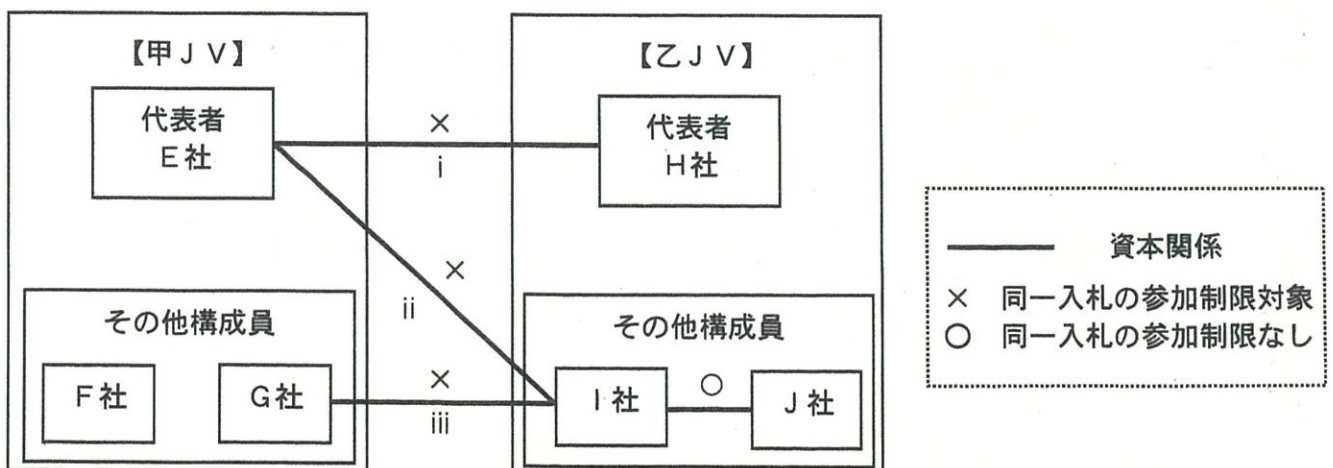 【甲ＪＶ】
代表者
Ｅ社
×
ⅰ
×
ⅱ
その他構成員
Ｆ社
Ｇ社
×
ⅲ
【乙ＪＶ】
代表者
Ｈ社
その他構成員
Ｉ社
○
Ｊ社
資本関係
×　同一入札の参加制限対象
○　同一入札の参加制限なし